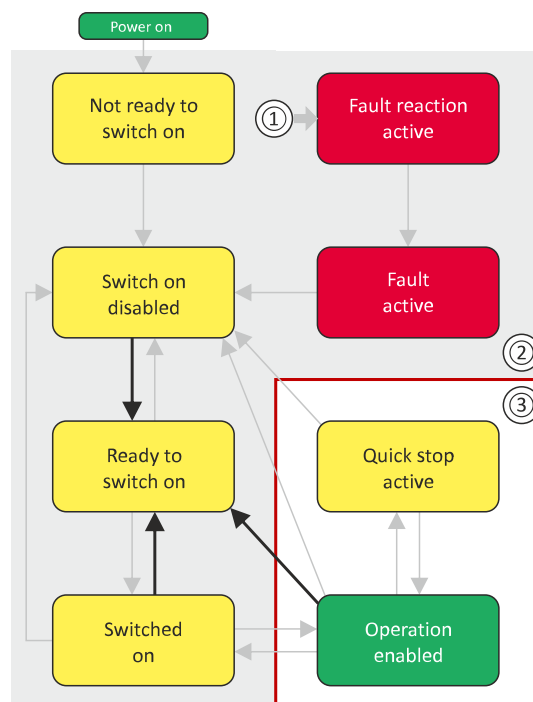 Power on
Not ready to
switch on
①
Fault reaction
active
Switch on
disabled
Fault
active
②
③
Ready to
switch on
Quick stop
active
Switched
on
Operation
enabled